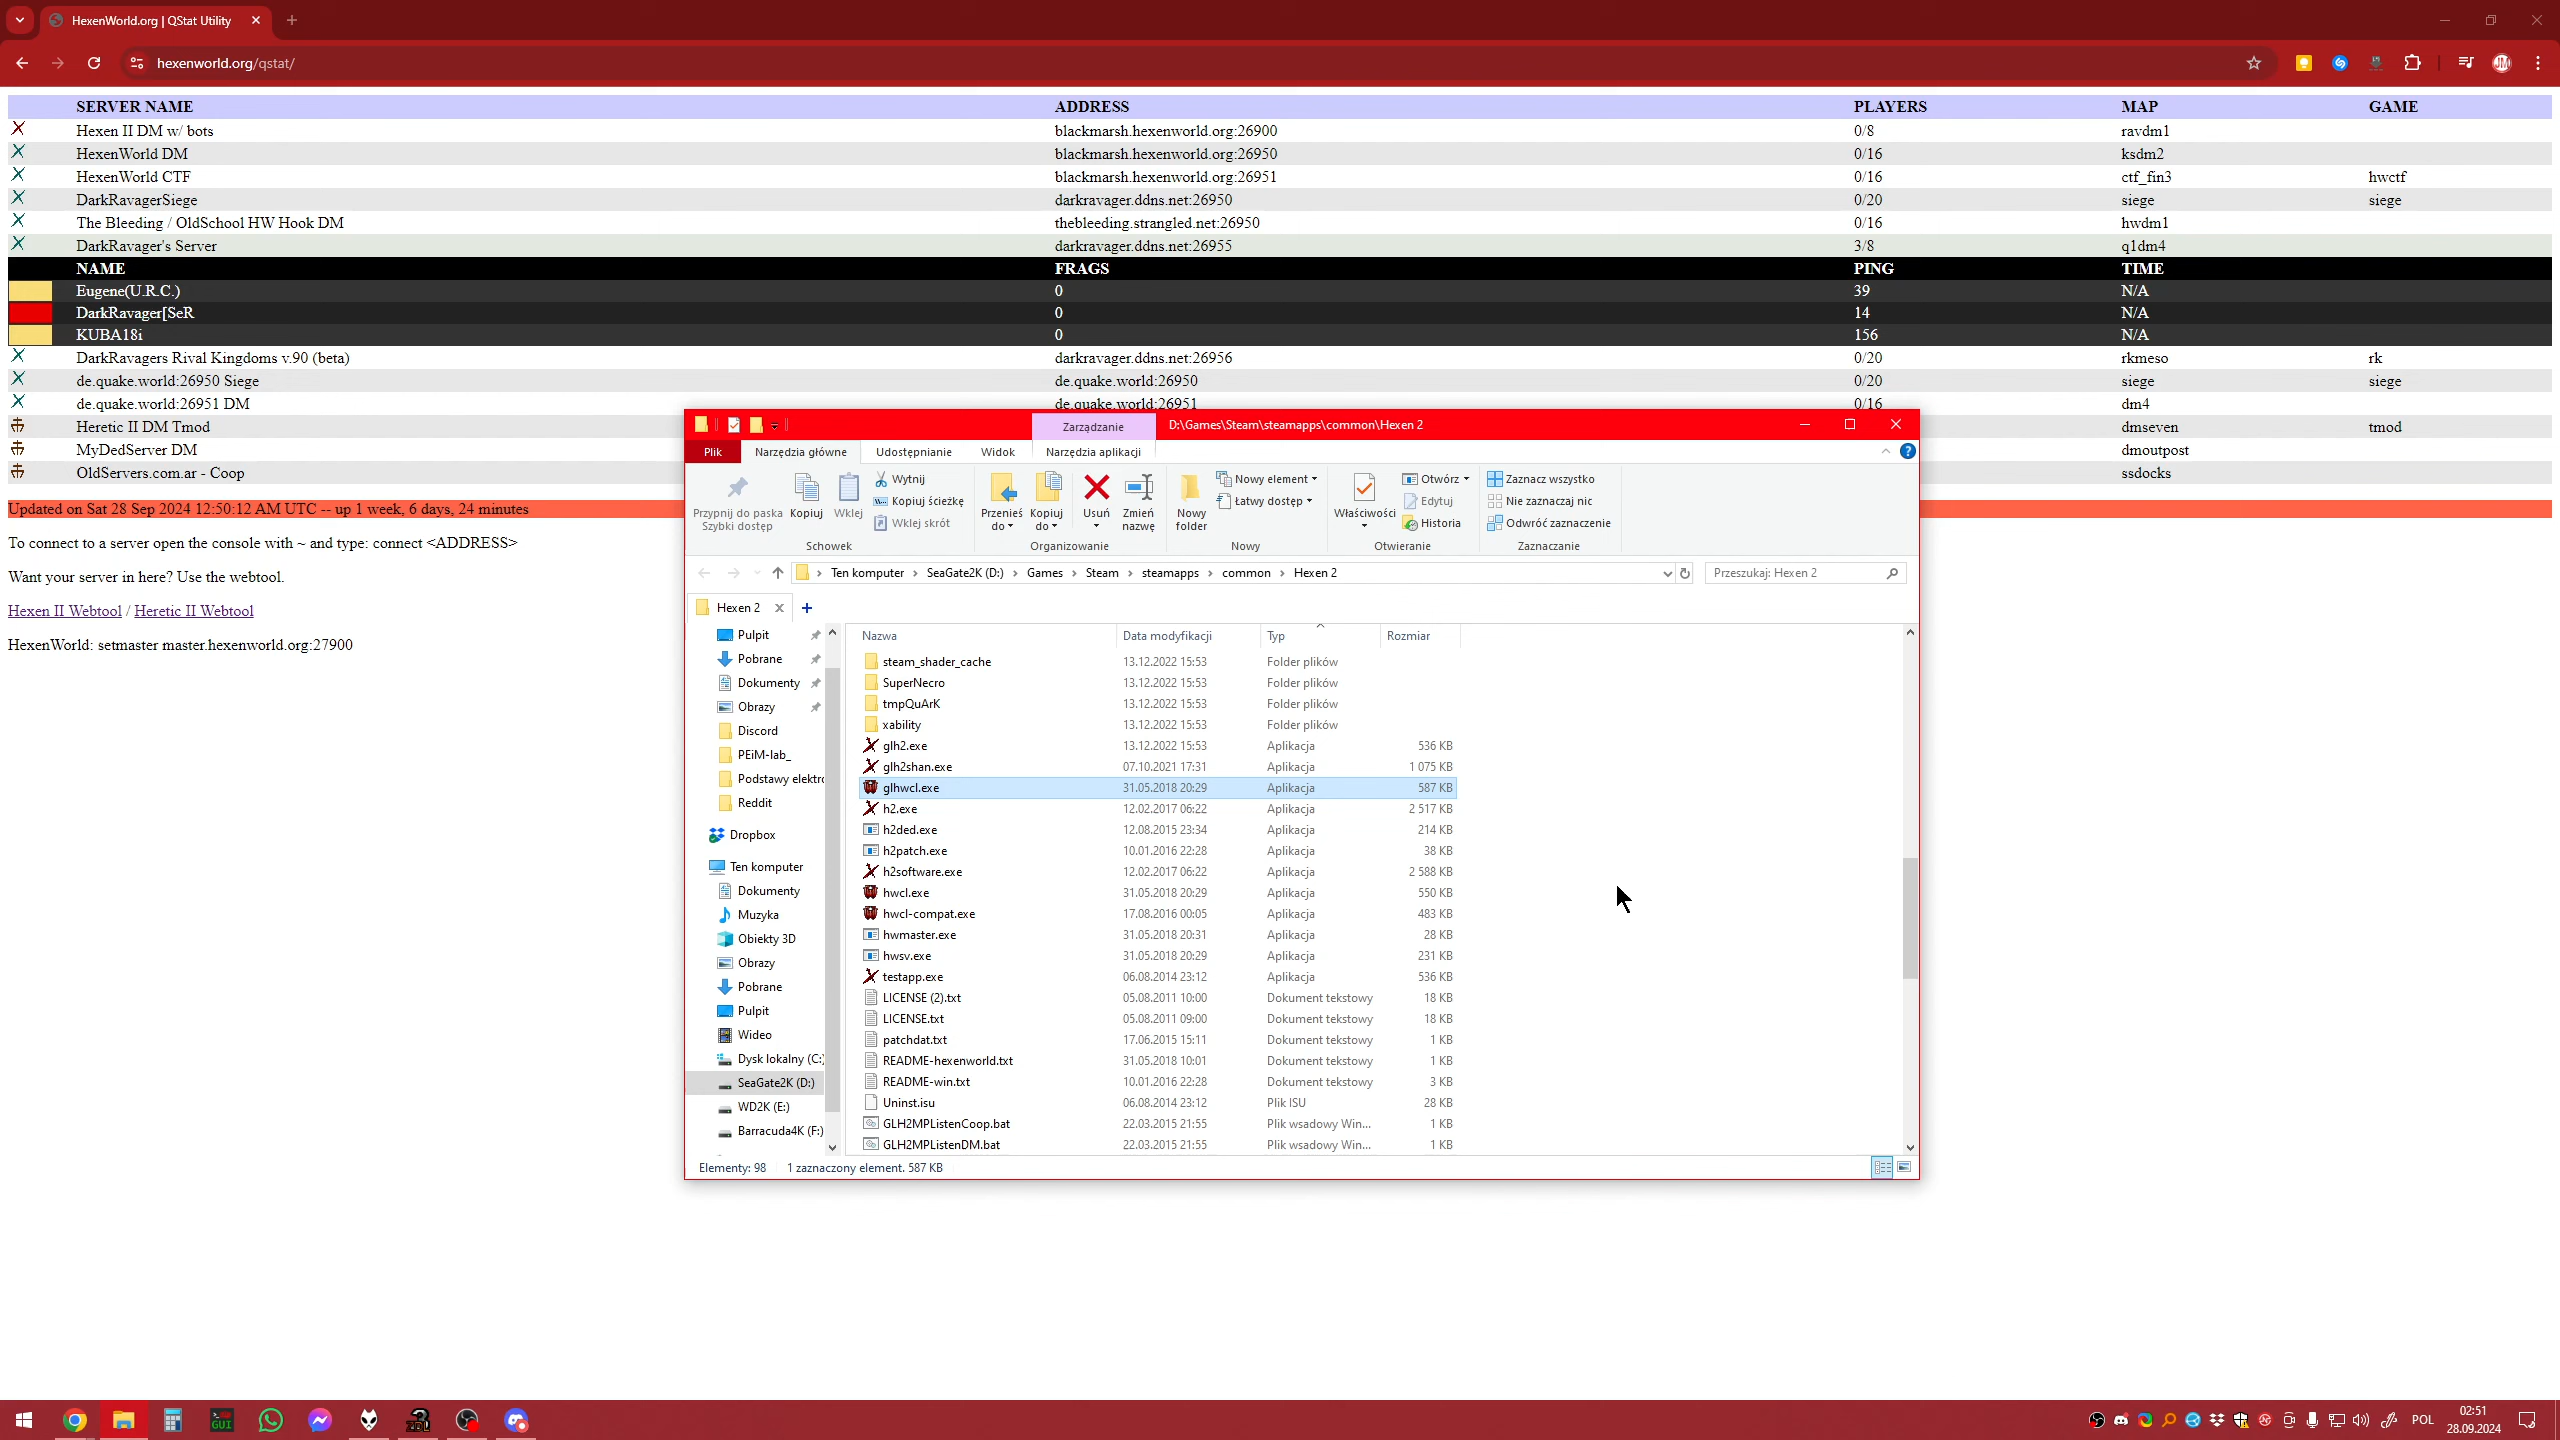 HexenWorld.org | QStat Utility
hexenworld.org/qstat/
SERVER NAME ADDRESS PLAYERS MAP GAME
Hexen II DM w/ bots blackmarsh.hexenworld.org:26900 0/8 ravdm1
HexenWorld DM blackmarsh.hexenworld.org:26950 0/16 ksdm2
HexenWorld CTF blackmarsh.hexenworld.org:26951 0/16 ctf_fin3 hwctf
DarkRavagerSiege darkravager.ddns.net:26950 0/20 siege siege
The Bleeding / OldSchool HW Hook DM thebleeding.strangled.net:26950 0/16 hwdm1
DarkRavager's Server darkravager.ddns.net:26955 3/8 q1dm4
NAME FRAGS PING TIME
Eugene(U.R.C.) 0 39 N/A
DarkRavager[SeR 0 14 N/A
KUBA18i 0 156 N/A
DarkRavagers Rival Kingdoms v.90 (beta) darkravager.ddns.net:26956 0/20 rkmeso rk
de.quake.world:26950 Siege de.quake.world:26950 0/20 siege siege
de.quake.world:26951 DM de.quake.world:26951 0/16 dm4
Heretic II DM Tmod dmseven tmod
MyDedServer DM dmoutpost
OldServers.com.ar - Coop ssdocks
Updated on Sat 28 Sep 2024 12:50:12 AM UTC -- up 1 week, 6 days, 24 minutes
To connect to a server open the console with ~ and type: connect <ADDRESS>
Want your server in here? Use the webtool.
Hexen II Webtool / Heretic II Webtool
HexenWorld: setmaster master.hexenworld.org:27900
Zarządzanie D:\Games\Steam\steamapps\common\Hexen 2
Plik Narzędzia główne Udostępnianie Widok Narzędzia aplikacji
Przypnij do paska Szybki dostęp
Kopiuj
Wklej
Wytnij
Kopiuj ścieżkę
Wklej skrót
Schowek
Przenieś do
Kopiuj do
Usuń
Zmień nazwę
Organizowanie
Nowy folder
Nowy element
Łatwy dostęp
Nowy
Właściwości
Otwórz
Edytuj
Historia
Otwieranie
Zaznacz wszystko
Nie zaznaczaj nic
Odwróć zaznaczenie
Zaznaczanie
Ten komputer SeaGate2K (D:) Games Steam steamapps common Hexen 2
Przeszukaj: Hexen 2
Hexen 2
Pulpit
Pobrane
Dokumenty
Obrazy
Discord
PEiM-lab_
Podstawy elektro
Reddit
Dropbox
Ten komputer
Dokumenty
Muzyka
Obiekty 3D
Obrazy
Pobrane
Pulpit
Wideo
Dysk lokalny (C:)
SeaGate2K (D:)
WD2K (E:)
Barracuda4K (F:)
Nazwa Data modyfikacji Typ Rozmiar
steam_shader_cache 13.12.2022 15:53 Folder plików
SuperNecro 13.12.2022 15:53 Folder plików
tmpQuArK 13.12.2022 15:53 Folder plików
xability 13.12.2022 15:53 Folder plików
glh2.exe 13.12.2022 15:53 Aplikacja 536 KB
glh2shan.exe 07.10.2021 17:31 Aplikacja 1 075 KB
glhwcl.exe 31.05.2018 20:29 Aplikacja 587 KB
h2.exe 12.02.2017 06:22 Aplikacja 2 517 KB
h2ded.exe 12.08.2015 23:34 Aplikacja 214 KB
h2patch.exe 10.01.2016 22:28 Aplikacja 38 KB
h2software.exe 12.02.2017 06:22 Aplikacja 2 588 KB
hwcl.exe 31.05.2018 20:29 Aplikacja 550 KB
hwcl-compat.exe 17.08.2016 00:05 Aplikacja 483 KB
hwmaster.exe 31.05.2018 20:31 Aplikacja 28 KB
hwsv.exe 31.05.2018 20:29 Aplikacja 231 KB
testapp.exe 06.08.2014 23:12 Aplikacja 536 KB
LICENSE (2).txt 05.08.2011 10:00 Dokument tekstowy 18 KB
LICENSE.txt 05.08.2011 09:00 Dokument tekstowy 18 KB
patchdat.txt 17.06.2015 15:11 Dokument tekstowy 1 KB
README-hexenworld.txt 31.05.2018 10:01 Dokument tekstowy 1 KB
README-win.txt 10.01.2016 22:28 Dokument tekstowy 3 KB
Uninst.isu 06.08.2014 23:12 Plik ISU 28 KB
GLH2MPListenCoop.bat 22.03.2015 21:55 Plik wsadowy Win... 1 KB
GLH2MPListenDM.bat 22.03.2015 21:55 Plik wsadowy Win... 1 KB
Elementy: 98 1 zaznaczony element. 587 KB
GUI
POL
02:51
28.09.2024